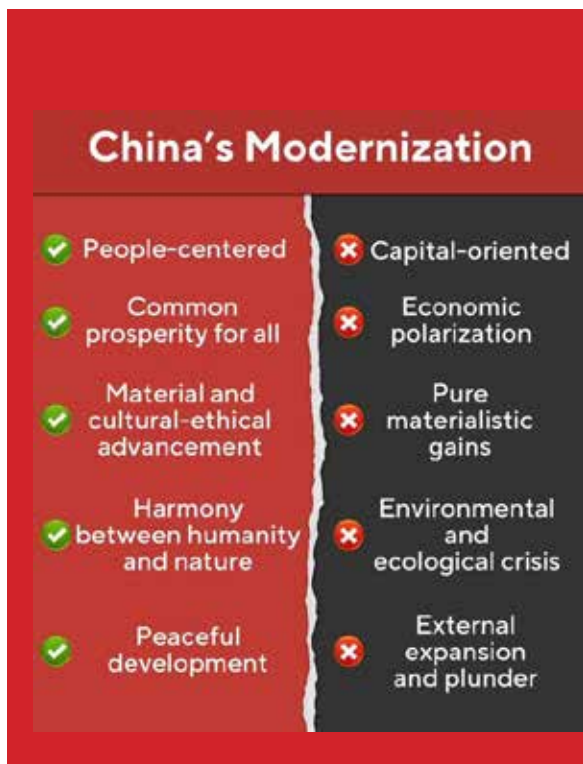 China's Modernization
People-centered
Common
prosperity for all
Material and
cultural-ethical
advancement
Harmony
between humanity
and nature
Peaceful
development
Capital-oriented
Economic
polarization
Pure
materialistic
gains
Environmental
and
ecological crisis
External
expansion
and plunder